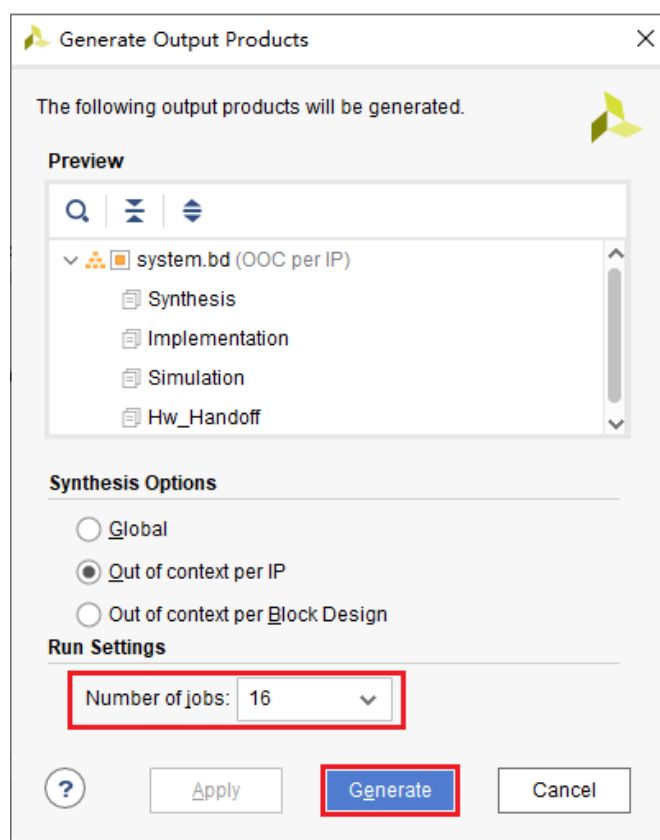 Generate Output Products
The following output products will be generated.
Preview
system.bd (OOC per IP)
Synthesis
Implementation
Simulation
Hw_Handoff
Synthesis Options
Global
Out of context per IP
Out of context per Block Design
Run Settings
Number of jobs: 16
? Apply Generate Cancel